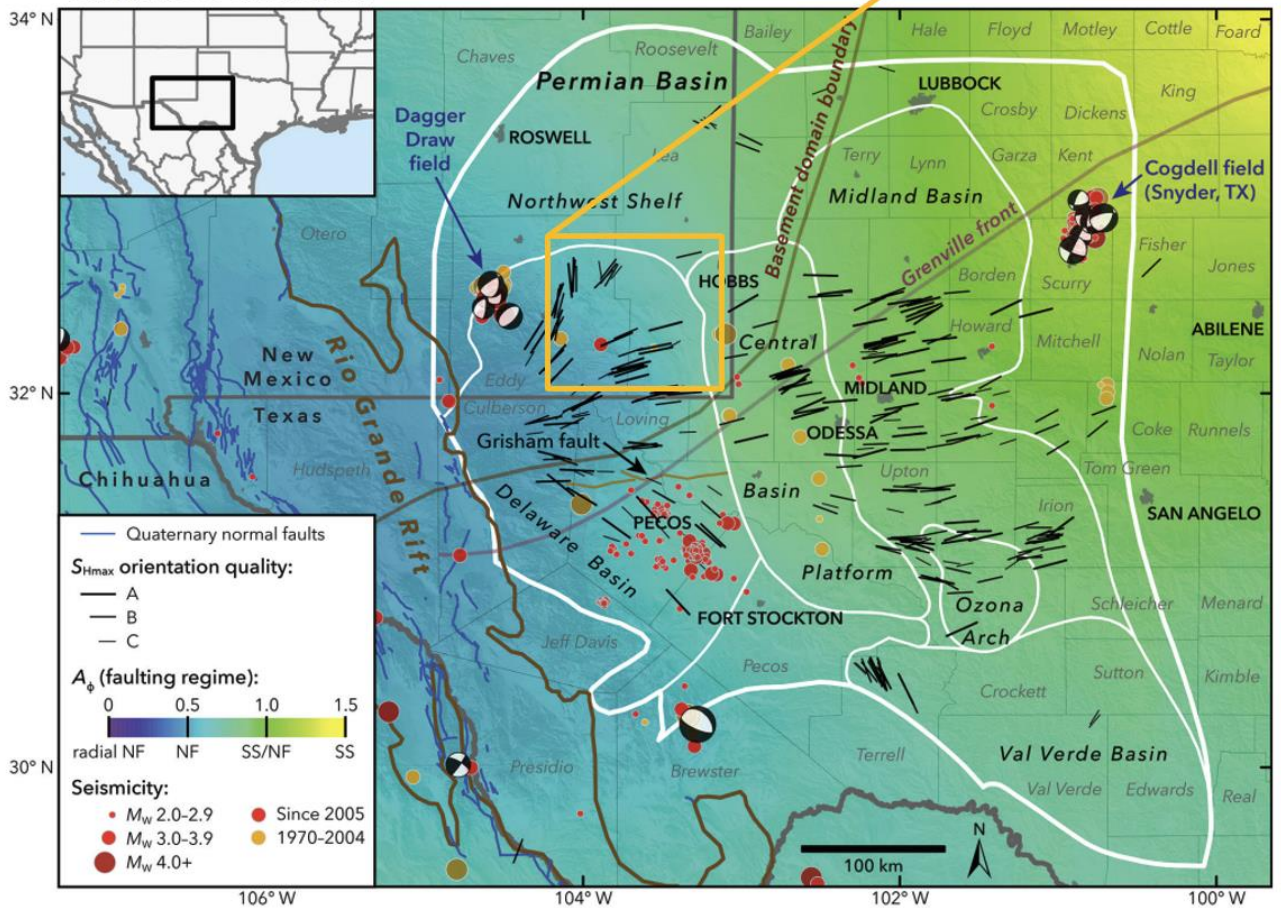 34° N
32° N
30° N
106° W
104° W
102° W
100° W
Chaves
Roosevelt
Bailey
Hale
Floyd
Motley
Cottle
Foard
Permian Basin
LUBBOCK
King
Crosby
Dickens
Dagger
Draw
field
ROSWELL
Lea
Basement domain boundary
Terry
Lynn
Garza
Kent
Cogdell field
(Snyder, TX)
Northwest Shelf
Midland Basin
Otero
Grenville front
Fisher
Jones
HOBBS
Borden
Scurry
Central
Howard
Mitchell
ABILENE
Nolan
Taylor
Rio Grande Rift
New
Mexico
Texas
Eddy
Culberson
Loving
MIDLAND
ODESSA
Coke
Runnels
Grisham fault
Chihuahua
Hudspeth
Upton
Tom Green
Delaware Basin
Basin
Irion
SAN ANGELO
PECOS
Platform
Ozona
Arch
Schleicher
Menard
FORT STOCKTON
Jeff Davis
Pecos
Crockett
Sutton
Kimble
Presidio
Brewster
Terrell
Val Verde Basin
Val Verde
Edwards
Real
N
100 km
Quaternary normal faults
SHmax orientation quality:
A
B
C
Aϕ (faulting regime):
0 0.5 1.0 1.5
radial NF NF SS/NF SS
Seismicity:
Mw 2.0–2.9
Mw 3.0–3.9
Mw 4.0+
Since 2005
1970–2004